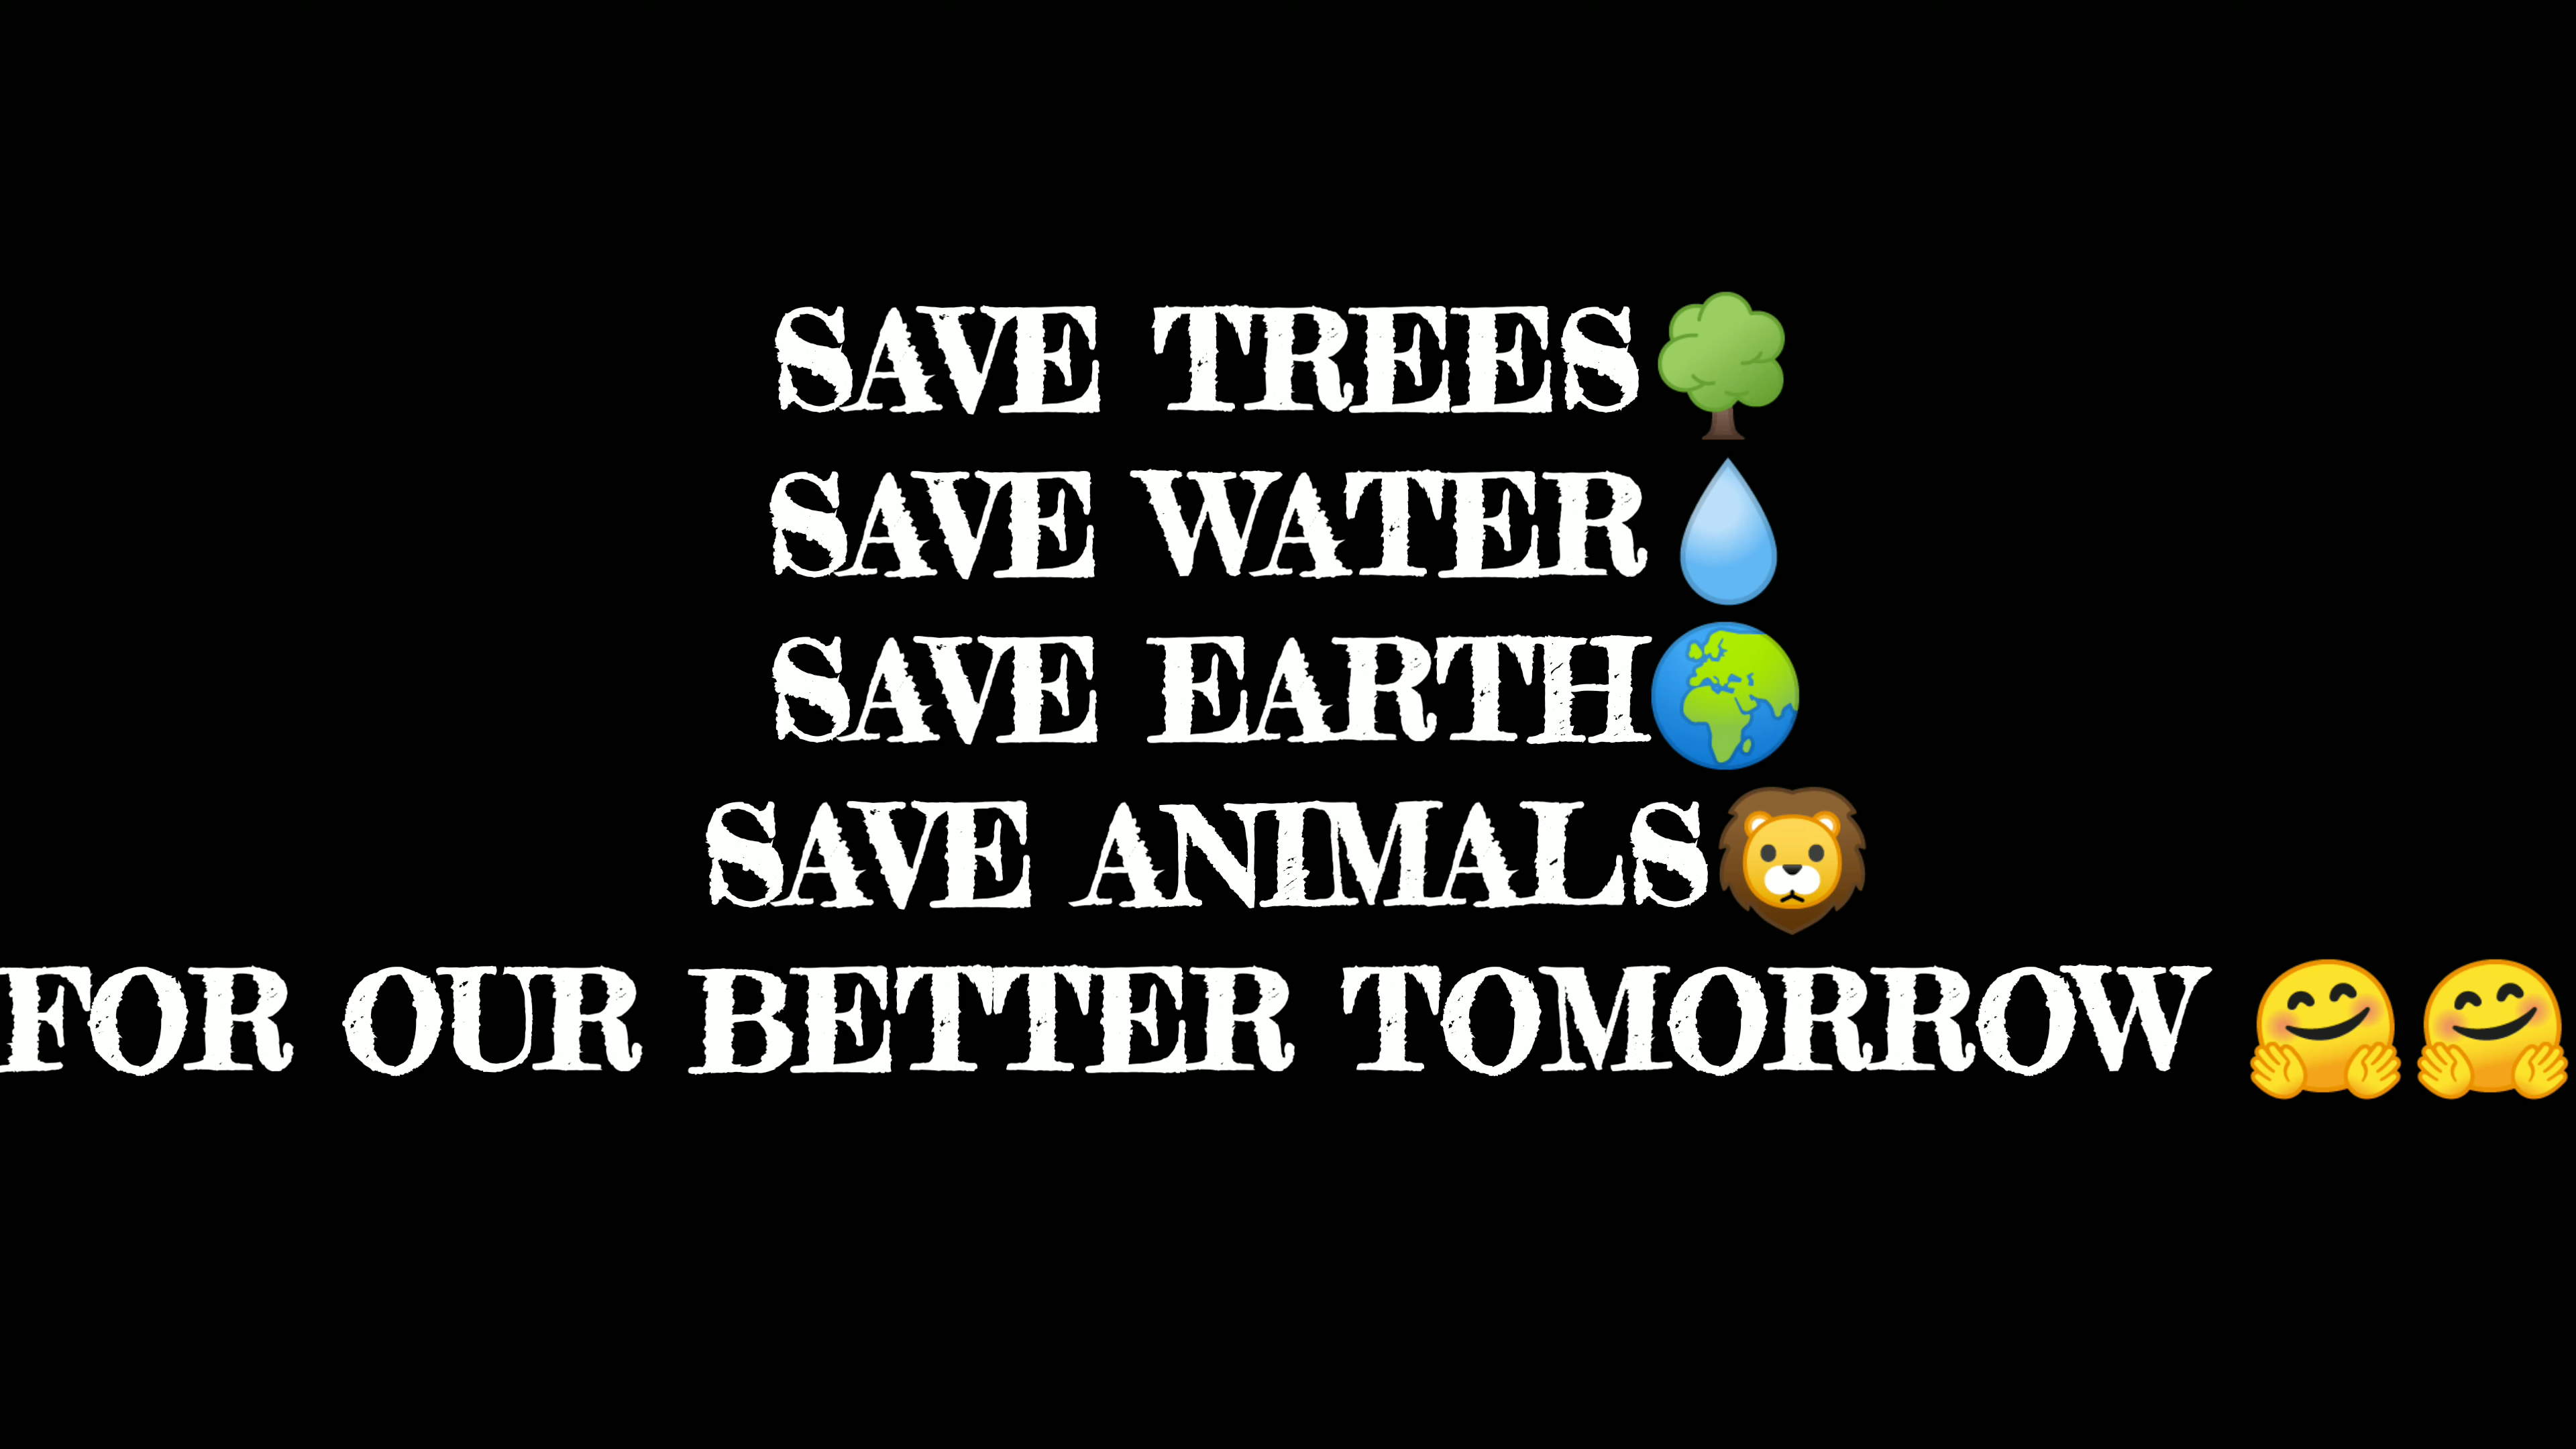 SAVE TREES🌳
SAVE WATER💧
SAVE EARTH🌍
SAVE ANIMALS🦁
FOR OUR BETTER TOMORROW 🤗🤗